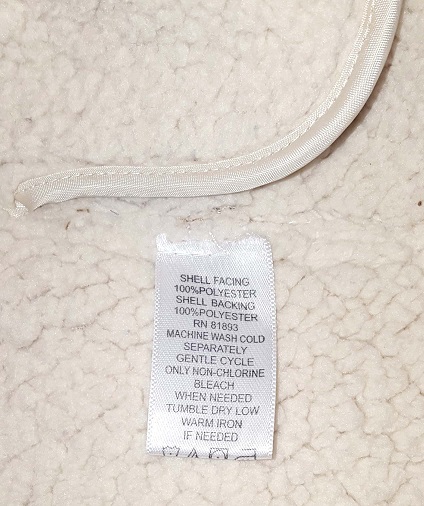 SHELL FACING
100%POLYESTER
SHELL BACKING
100%POLYESTER
RN 81893
MACHINE WASH COLD
SEPARATELY
GENTLE CYCLE
ONLY NON-CHLORINE
BLEACH
WHEN NEEDED
TUMBLE DRY LOW
WARM IRON
IF NEEDED